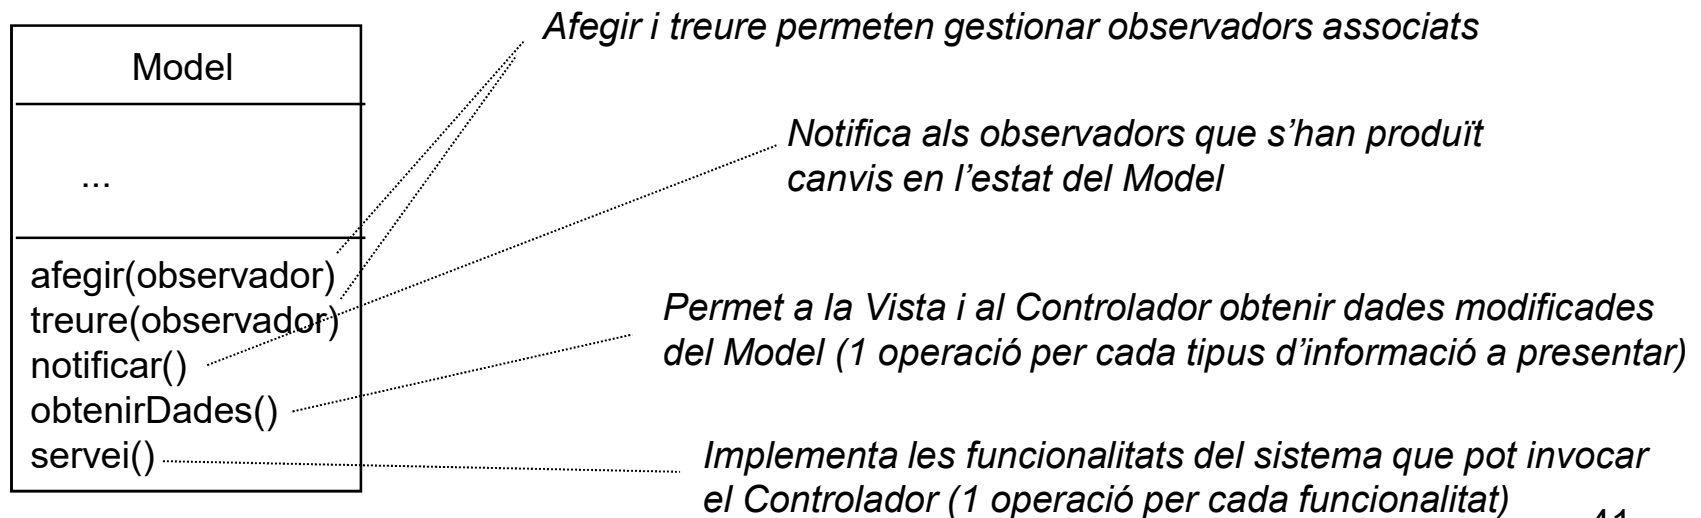 Model
...
afegir(observador)
treure(observador)
notificar()
obtenirDades()
servei()
Afegir i treure permeten gestionar observadors associats
Notifica als observadors que s’han produït
canvis en l’estat del Model
Permet a la Vista i al Controlador obtenir dades modificades
del Model (1 operació per cada tipus d’informació a presentar)
Implementa les funcionalitats del sistema que pot invocar
el Controlador (1 operació per cada funcionalitat)
41